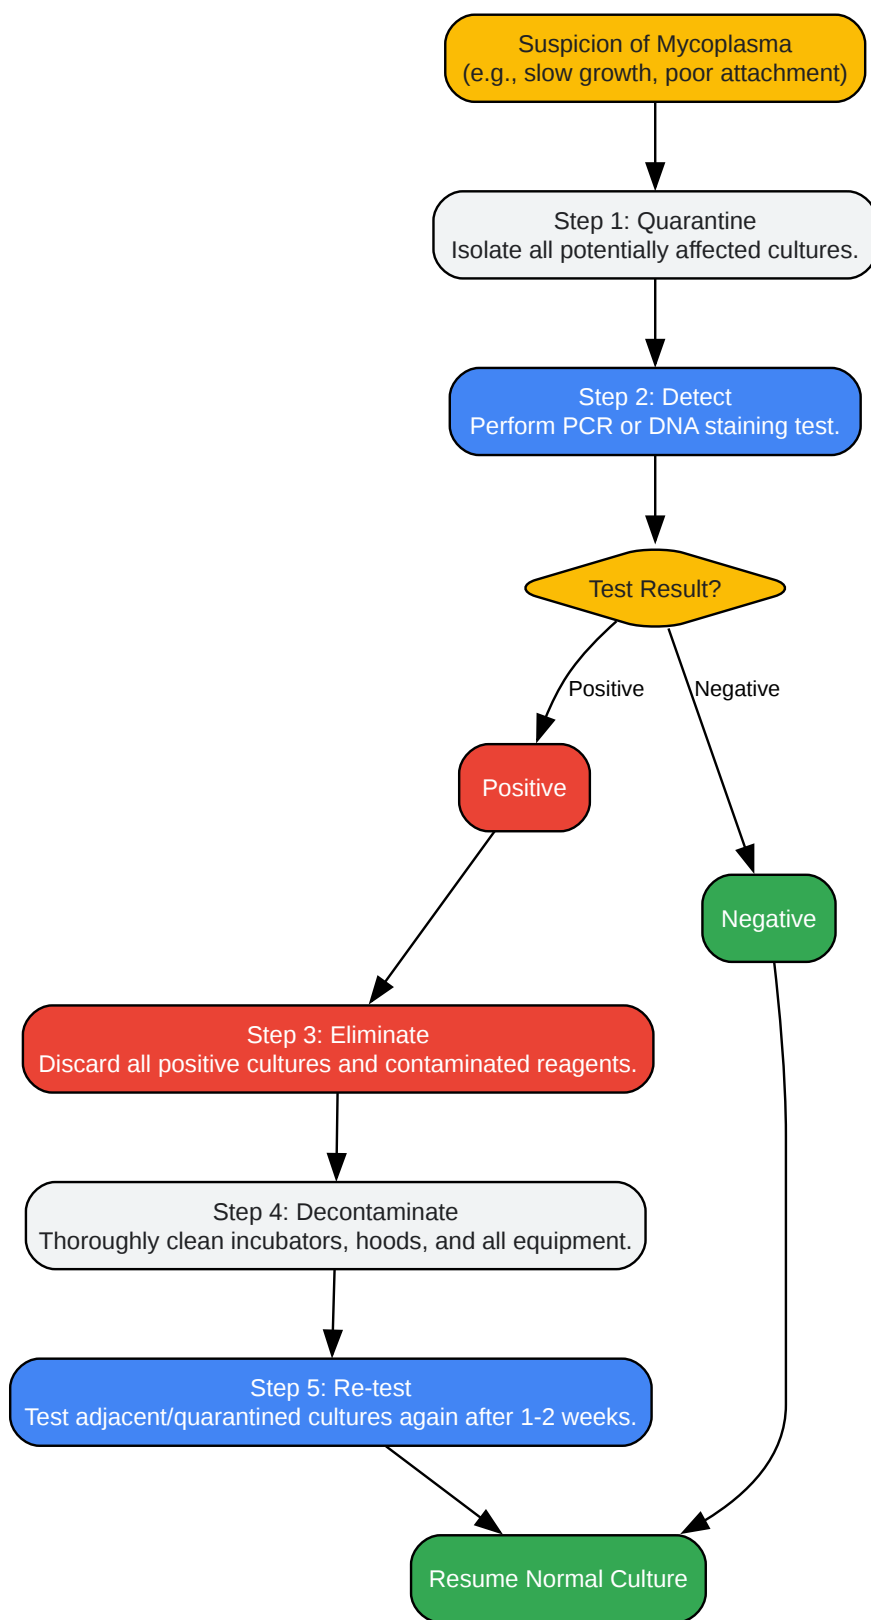 Suspicion of Mycoplasma
(e.g., slow growth, poor attachment)
Step 1: Quarantine
Isolate all potentially affected cultures.
Step 2: Detect
Perform PCR or DNA staining test.
Test Result?
Positive
Negative
Positive
Negative
Step 3: Eliminate
Discard all positive cultures and contaminated reagents.
Step 4: Decontaminate
Thoroughly clean incubators, hoods, and all equipment.
Step 5: Re-test
Test adjacent/quarantined cultures again after 1-2 weeks.
Resume Normal Culture